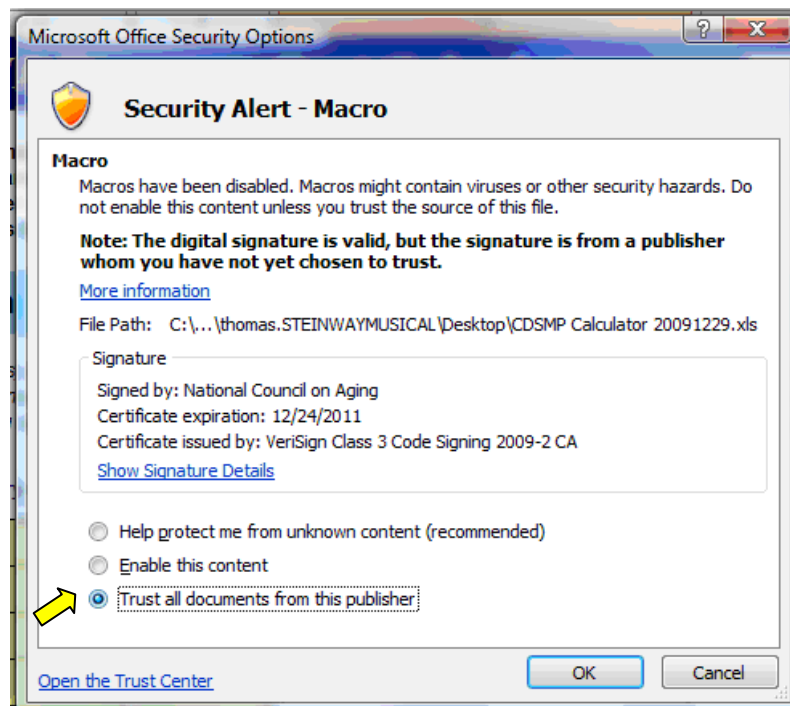 Microsoft Office Security Options
Security Alert - Macro
Macro
Macros have been disabled. Macros might contain viruses or other security hazards. Do
not enable this content unless you trust the source of this file.
Note: The digital signature is valid, but the signature is from a publisher
whom you have not yet chosen to trust.
More information
File Path: C:\...\thomas.STEINWAYMUSICAL\Desktop\CDSMP Calculator 20091229.xls
Signature
Signed by: National Council on Aging
Certificate expiration: 12/24/2011
Certificate issued by: VeriSign Class 3 Code Signing 2009-2 CA
Show Signature Details
Help protect me from unknown content (recommended)
Enable this content
Trust all documents from this publisher
Open the Trust Center
OK
Cancel